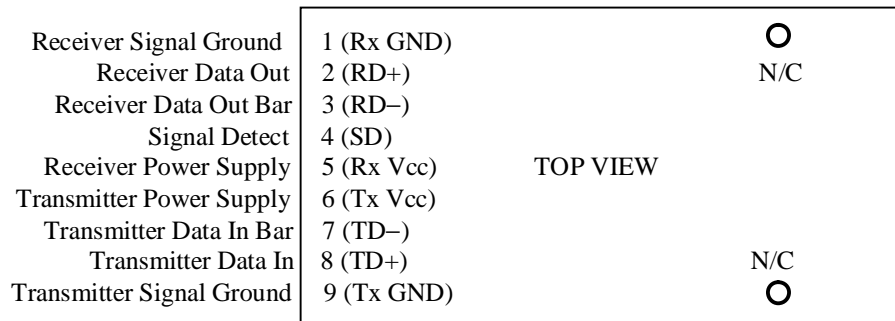 Receiver Signal Ground 1 (Rx GND)
Receiver Data Out 2 (RD+) N/C
Receiver Data Out Bar 3 (RD−)
Signal Detect 4 (SD)
Receiver Power Supply 5 (Rx Vcc) TOP VIEW
Transmitter Power Supply 6 (Tx Vcc)
Transmitter Data In Bar 7 (TD−)
Transmitter Data In 8 (TD+) N/C
Transmitter Signal Ground 9 (Tx GND)